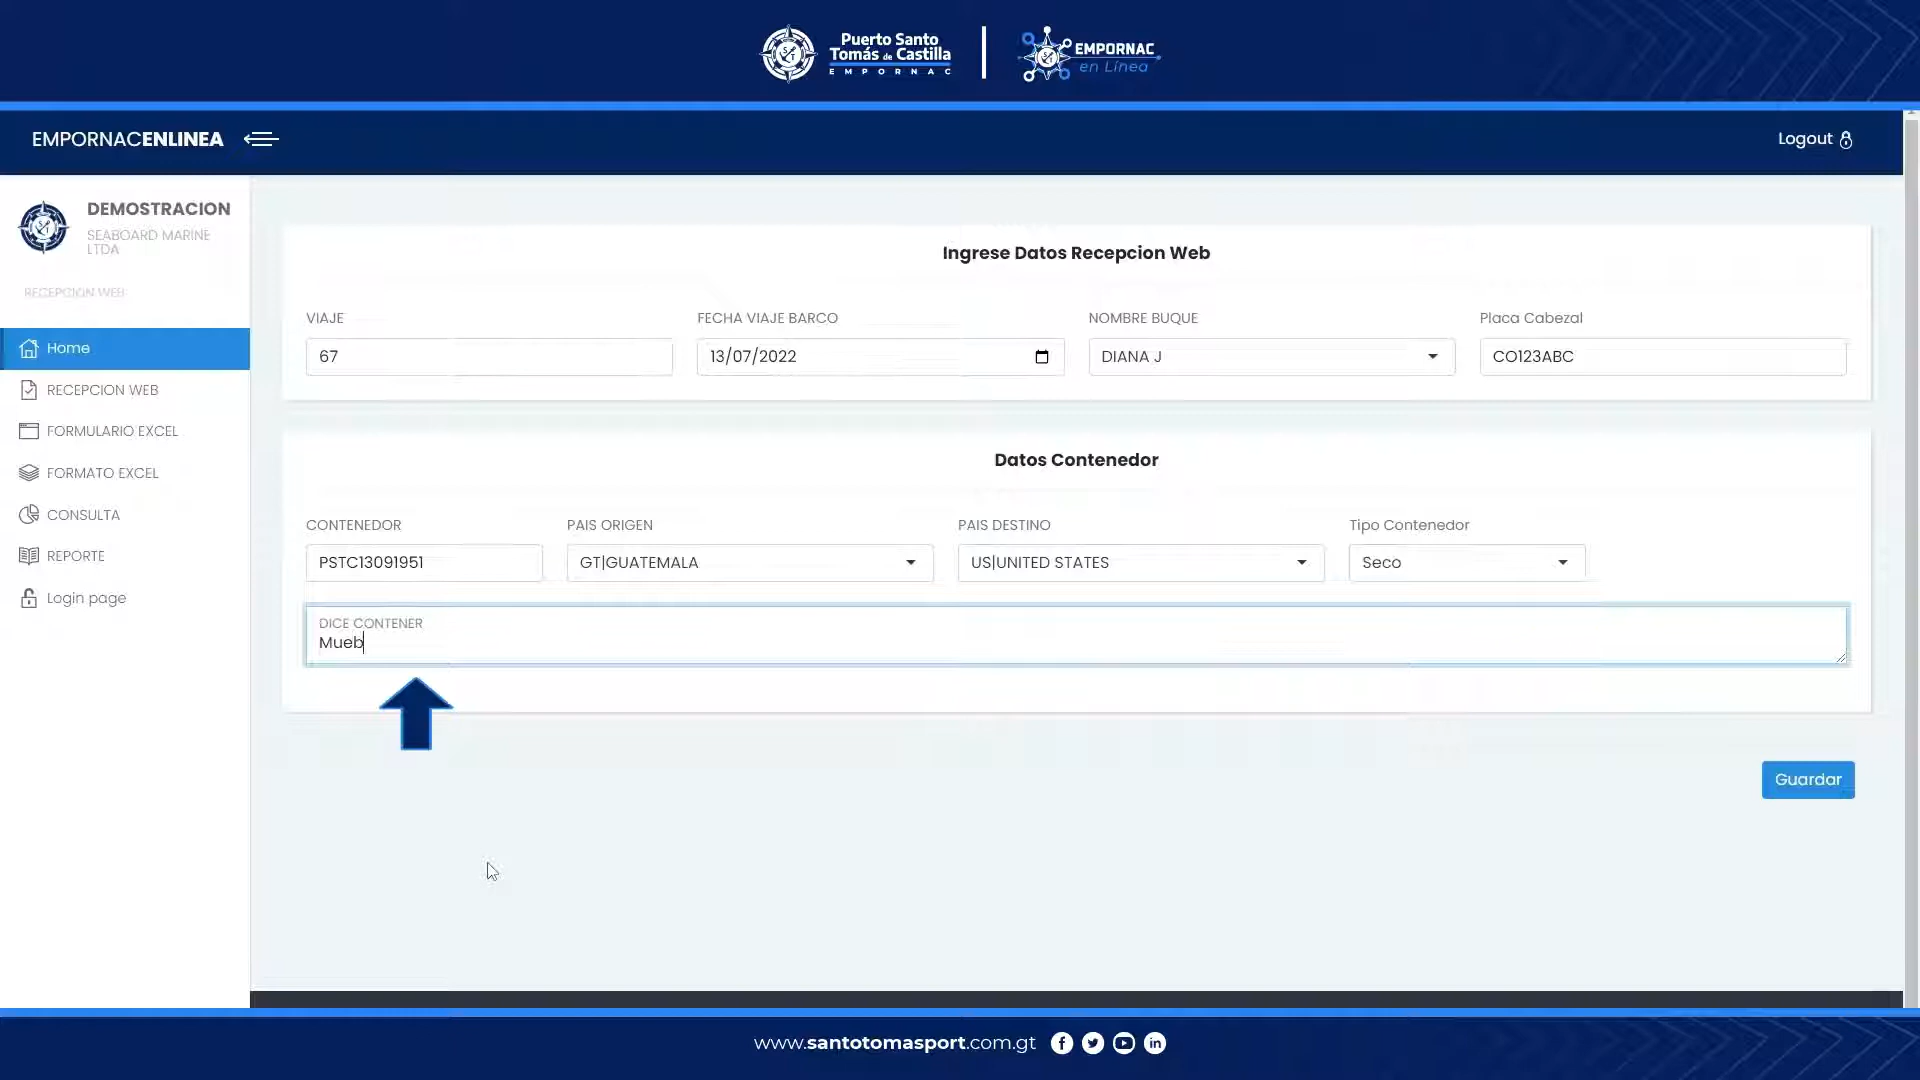 Puerto Santo
Tomás de Castilla
EMPORNAC
EMPORNAC
en Línea
EMPORNACENLINEA
Logout
DEMOSTRACION
SEABOARD MARINE
LTDA
RECEPCION WEB
Home
RECEPCION WEB
FORMULARIO EXCEL
FORMATO EXCEL
CONSULTA
REPORTE
Login page
Ingrese Datos Recepcion Web
VIAJE
FECHA VIAJE BARCO
NOMBRE BUQUE
Placa Cabezal
67
13/07/2022
DIANA J
CO123ABC
Datos Contenedor
CONTENEDOR
PAIS ORIGEN
PAIS DESTINO
Tipo Contenedor
PSTC13091951
GT|GUATEMALA
US|UNITED STATES
Seco
DICE CONTENER
Mueb
Guardar
www.santotomasport.com.gt